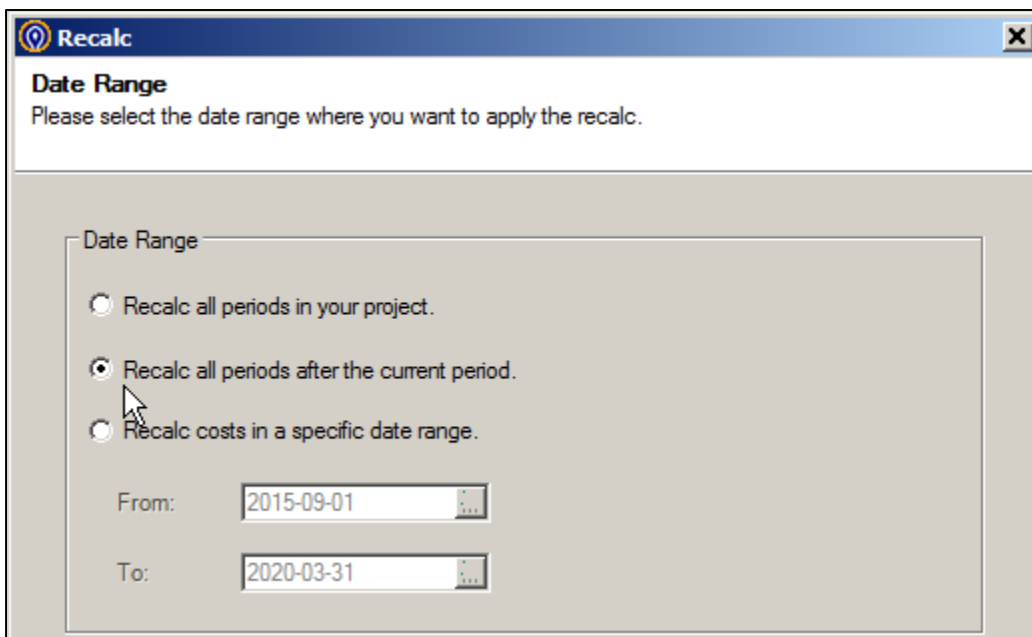 Recalc
Date Range
Please select the date range where you want to apply the recalc.
Date Range
Recalc all periods in your project.
Recalc all periods after the current period.
Recalc costs in a specific date range.
From: 2015-09-01 ...
To: 2020-03-31 ...